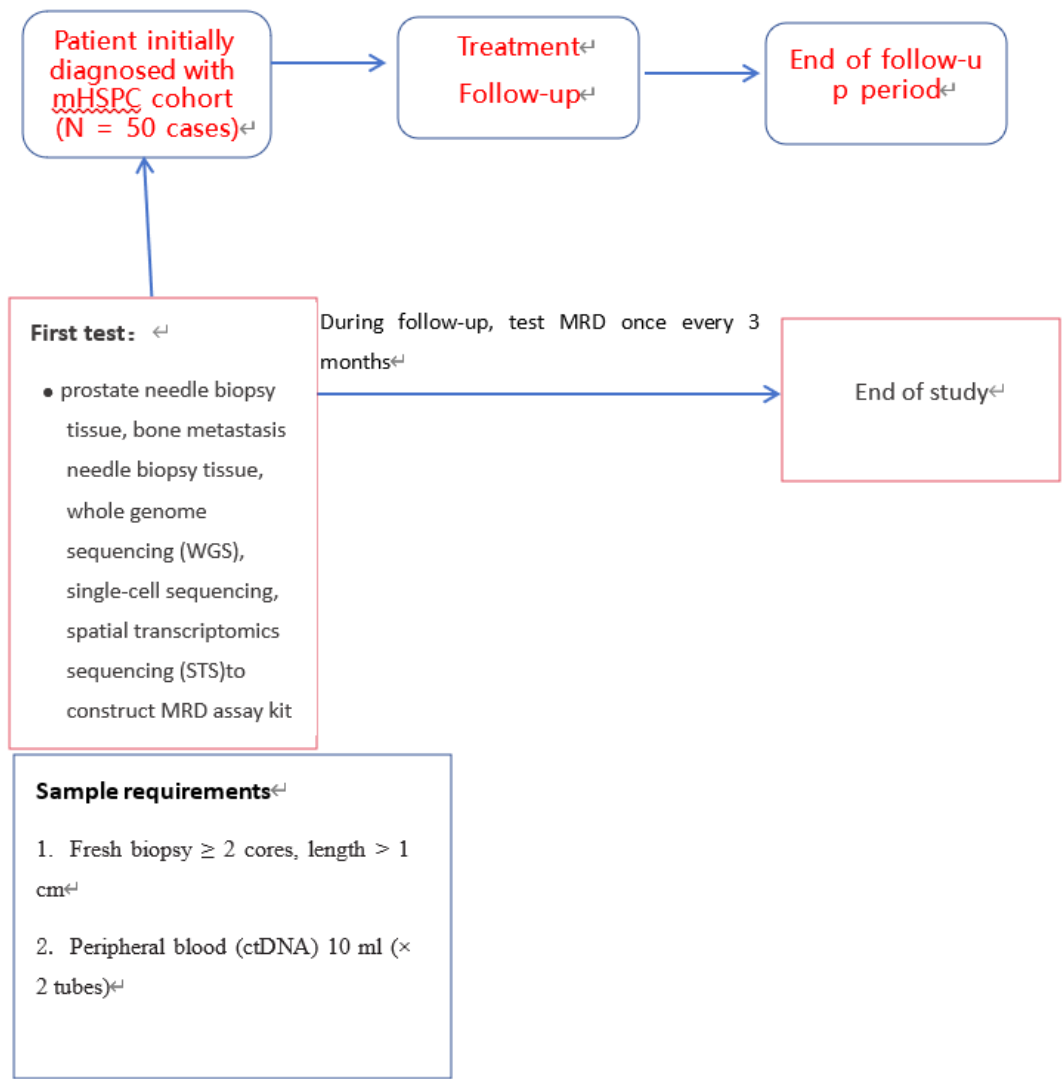 Patient initially
diagnosed with
mHSPC cohort
(N = 50 cases)↵
Treatment↵
Follow-up↵
End of follow-u
p period↵
First test： ↵
● prostate needle biopsy
tissue, bone metastasis
needle biopsy tissue,
whole genome
sequencing (WGS),
single-cell sequencing,
spatial transcriptomics
sequencing (STS)to
construct MRD assay kit
During follow-up, test MRD once every 3
months↵
End of study↵
Sample requirements↵
1. Fresh biopsy ≥ 2 cores, length > 1
cm↵
2. Peripheral blood (ctDNA) 10 ml (×
2 tubes)↵